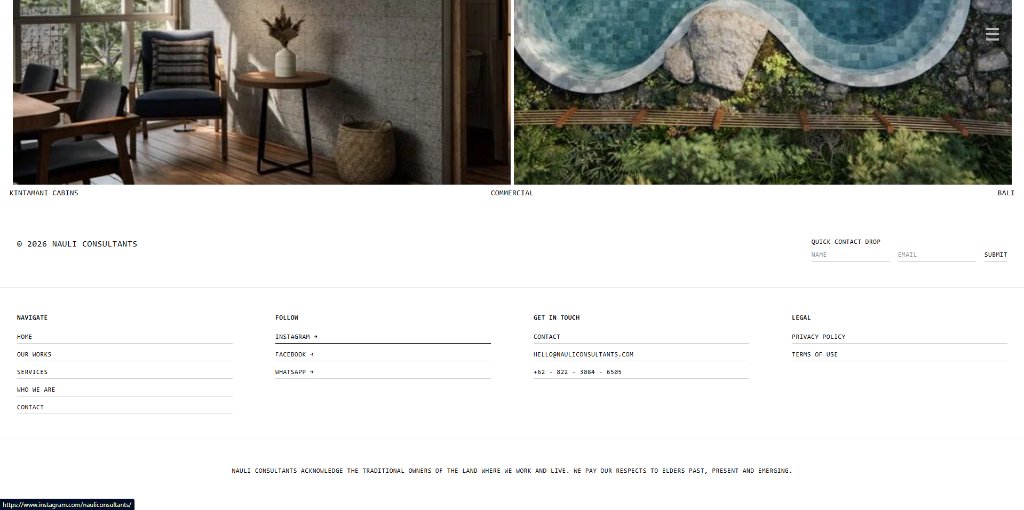 KINTAMANI CABINS COMMERCIAL BALI
© 2026 NAULI CONSULTANTS
QUICK CONTACT DROP
NAME EMAIL SUBMIT
NAVIGATE
HOME
OUR WORKS
SERVICES
WHO WE ARE
CONTACT
FOLLOW
INSTAGRAM →
FACEBOOK →
WHATSAPP →
GET IN TOUCH
CONTACT
HELLO@NAULICONSULTANTS.COM
+62 - 822 - 3084 - 6505
LEGAL
PRIVACY POLICY
TERMS OF USE
NAULI CONSULTANTS ACKNOWLEDGE THE TRADITIONAL OWNERS OF THE LAND WHERE WE WORK AND LIVE. WE PAY OUR RESPECTS TO ELDERS PAST, PRESENT AND EMERGING.
https://www.instagram.com/nauliconsultants/